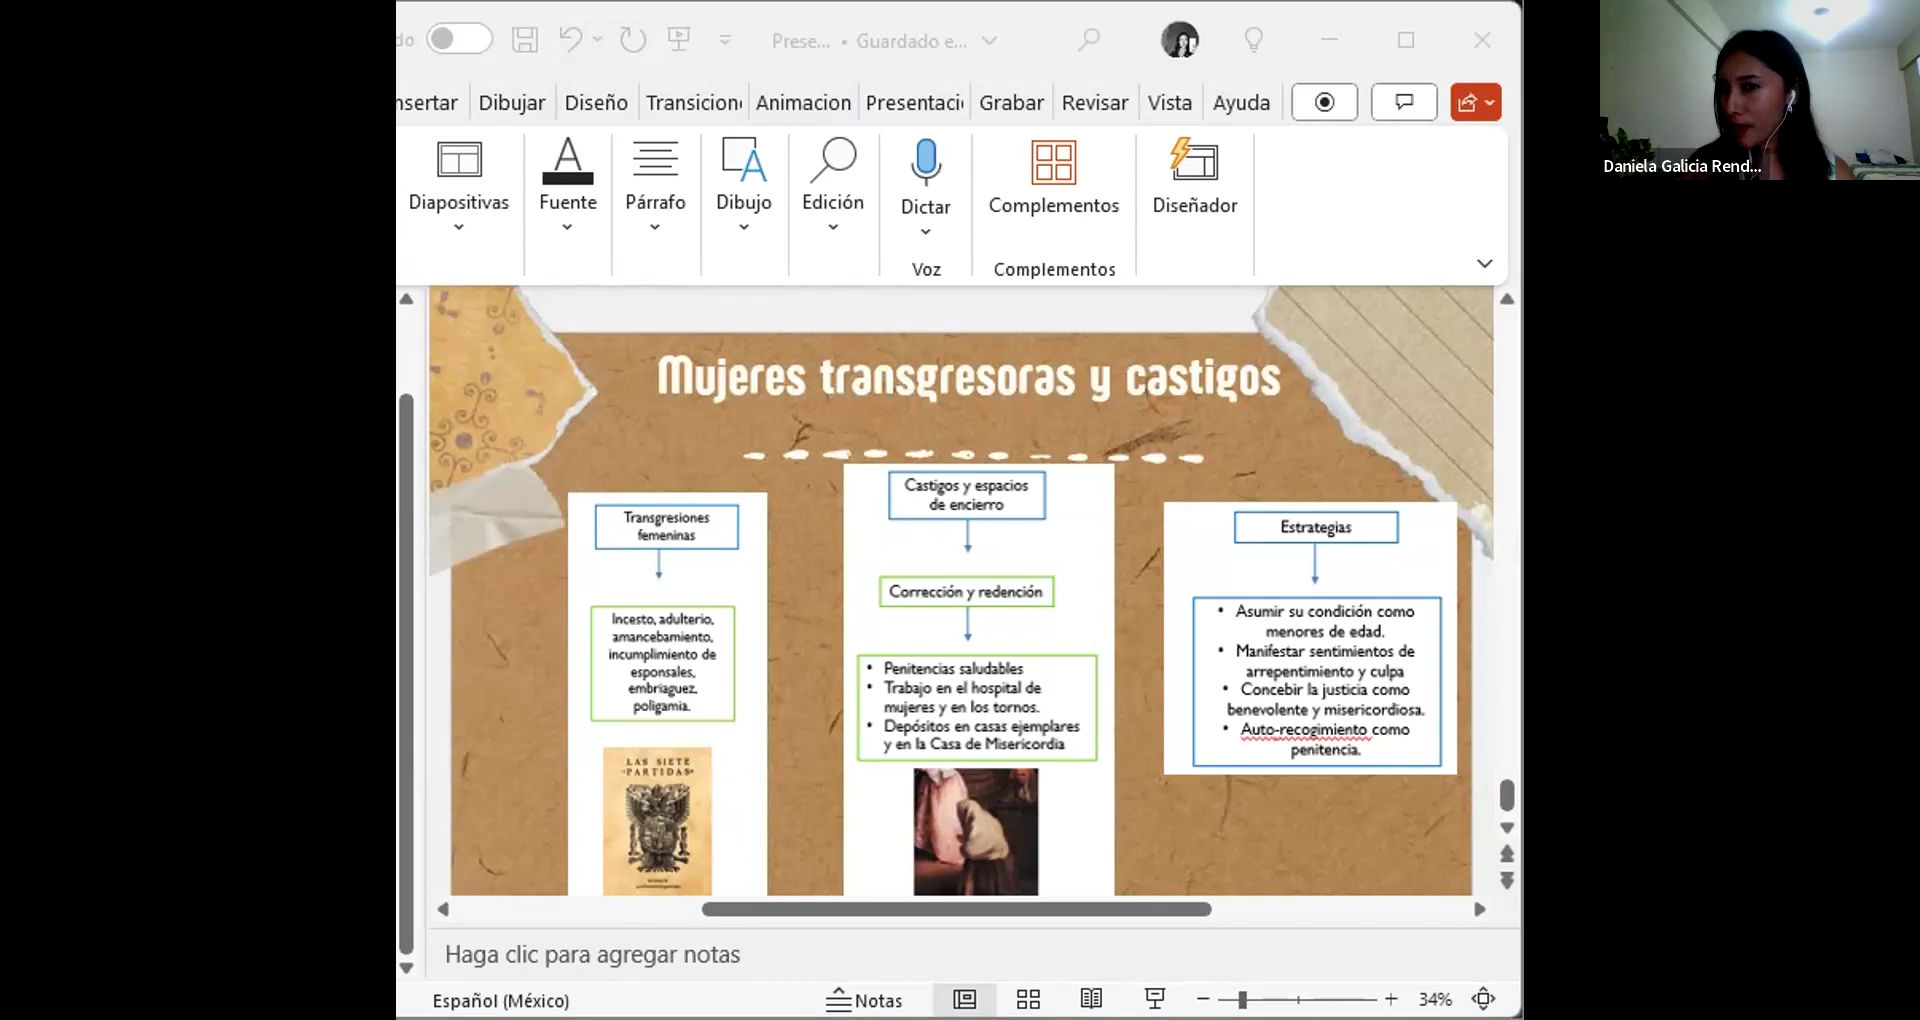 do
Prese... • Guardado e...
nsertar
Dibujar
Diseño
Transicion
Animacion
Presentaci
Grabar
Revisar
Vista
Ayuda
Diapositivas
Fuente
Párrafo
Dibujo
Edición
Dictar
Complementos
Diseñador
Voz
Complementos
Daniela Galicia Rend...
Mujeres transgresoras y castigos
Transgresiones
femeninas
Incesto, adulterio,
amancebamiento,
incumplimiento de
esponsales,
embriaguez,
poligamia.
LAS SIETE
PARTIDAS
Castigos y espacios
de encierro
Corrección y redención
• Penitencias saludables
• Trabajo en el hospital de
mujeres y en los tornos.
• Depósitos en casas ejemplares
y en la Casa de Misericordia
Estrategias
• Asumir su condición como
menores de edad.
• Manifestar sentimientos de
arrepentimiento y culpa
• Concebir la justicia como
benevolente y misericordiosa.
• Auto-recogimiento como
penitencia.
Haga clic para agregar notas
Español (México)
Notas
34%